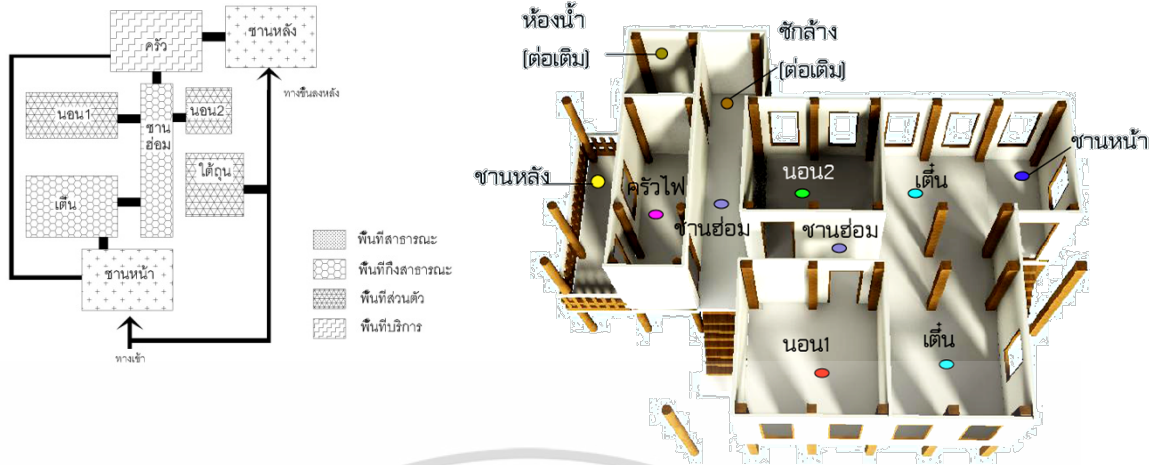 ครัว
ชานหลัง
ทางขึ้นลงหลัง
นอน1
ชาน
ฮ่อม
นอน2
ใต้ถุน
เติ๋น
ชานหน้า
ทางเข้า
พื้นที่สาธารณะ
พื้นที่กึ่งสาธารณะ
พื้นที่ส่วนตัว
พื้นที่บริการ
ห้องน้ำ
(ต่อเติม)
ซักล้าง
(ต่อเติม)
ชานหลัง
ครัวไฟ
ชานฮ่อม
นอน2
เติ๋น
ชานหน้า
ชานฮ่อม
นอน1
เติ๋น